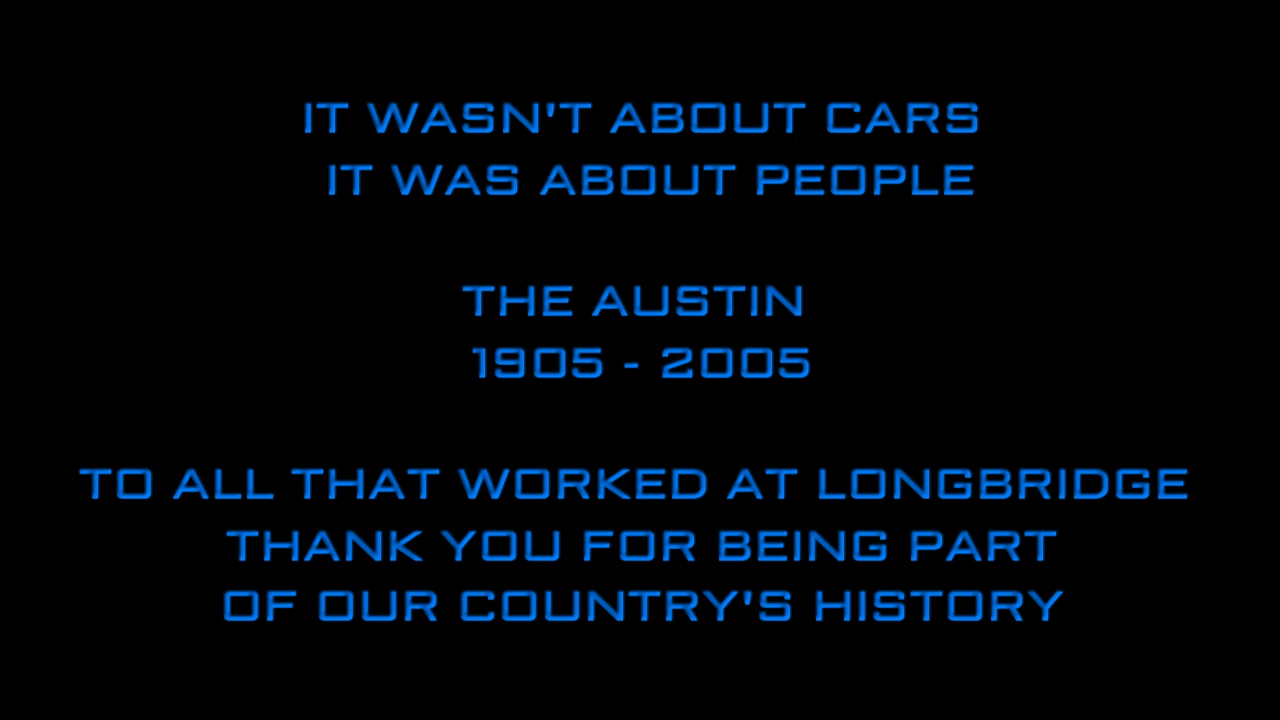 IT WASN'T ABOUT CARS
IT WAS ABOUT PEOPLE
THE AUSTIN
1905 - 2005
TO ALL THAT WORKED AT LONGBRIDGE
THANK YOU FOR BEING PART
OF OUR COUNTRY'S HISTORY